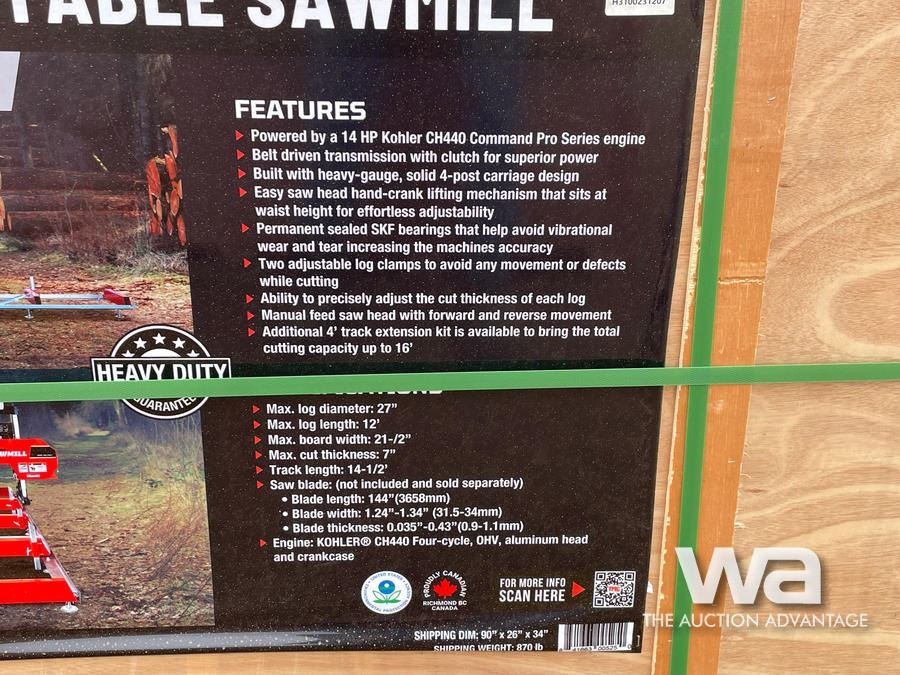 TABLE SAWMILL
H3100231207
FEATURES
Powered by a 14 HP Kohler CH440 Command Pro Series engine
Belt driven transmission with clutch for superior power
Built with heavy-gauge, solid 4-post carriage design
Easy saw head hand-crank lifting mechanism that sits at
waist height for effortless adjustability
Permanent sealed SKF bearings that help avoid vibrational
wear and tear increasing the machines accuracy
Two adjustable log clamps to avoid any movement or defects
while cutting
Ability to precisely adjust the cut thickness of each log
Manual feed saw head with forward and reverse movement
Additional 4' track extension kit is available to bring the total
cutting capacity up to 16'
HEAVY DUTY
GUARANTEE
Max. log diameter: 27"
Max. log length: 12'
Max. board width: 21-/2"
Max. cut thickness: 7"
Track length: 14-1/2'
Saw blade: (not included and sold separately)
• Blade length: 144"(3658mm)
• Blade width: 1.24"-1.34" (31.5-34mm)
• Blade thickness: 0.035"-0.43"(0.9-1.1mm)
Engine: KOHLER® CH440 Four-cycle, OHV, aluminum head
and crankcase
PROUDLY CANADIAN
RICHMOND BC
CANADA
FOR MORE INFO
SCAN HERE
SHIPPING DIM: 90" x 26" x 34"
SHIPPING WEIGHT: 870 lb
wa
THE AUCTION ADVANTAGE